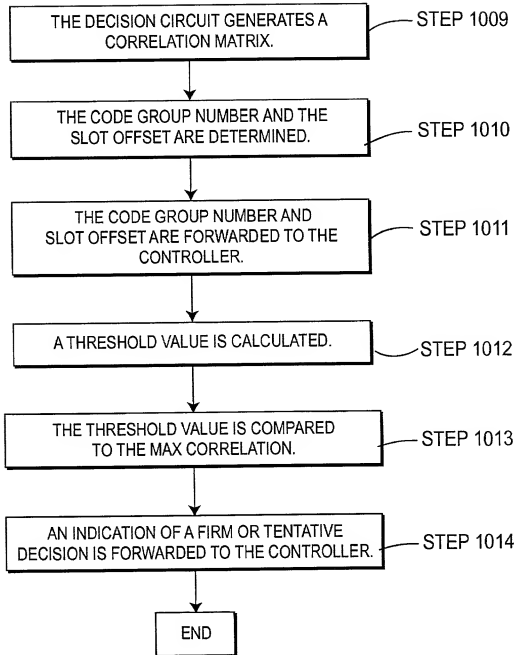 THE DECISION CIRCUIT GENERATES A
CORRELATION MATRIX.
STEP 1009
THE CODE GROUP NUMBER AND THE
SLOT OFFSET ARE DETERMINED.
STEP 1010
THE CODE GROUP NUMBER AND
SLOT OFFSET ARE FORWARDED TO THE
CONTROLLER.
STEP 1011
A THRESHOLD VALUE IS CALCULATED.
STEP 1012
THE THRESHOLD VALUE IS COMPARED
TO THE MAX CORRELATION.
STEP 1013
AN INDICATION OF A FIRM OR TENTATIVE
DECISION IS FORWARDED TO THE CONTROLLER.
STEP 1014
END